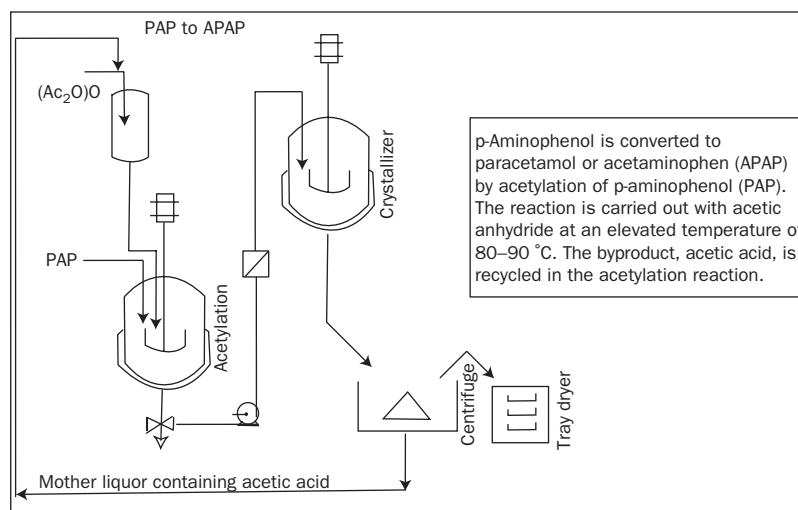 PAP to APAP
(Ac₂O)O
PAP
Acetylation
Crystallizer
Centrifuge
Tray dryer
Mother liquor containing acetic acid
p-Aminophenol is converted to
paracetamol or acetaminophen (APAP)
by acetylation of p-aminophenol (PAP).
The reaction is carried out with acetic
anhydride at an elevated temperature of
80–90 ˚C. The byproduct, acetic acid, is
recycled in the acetylation reaction.